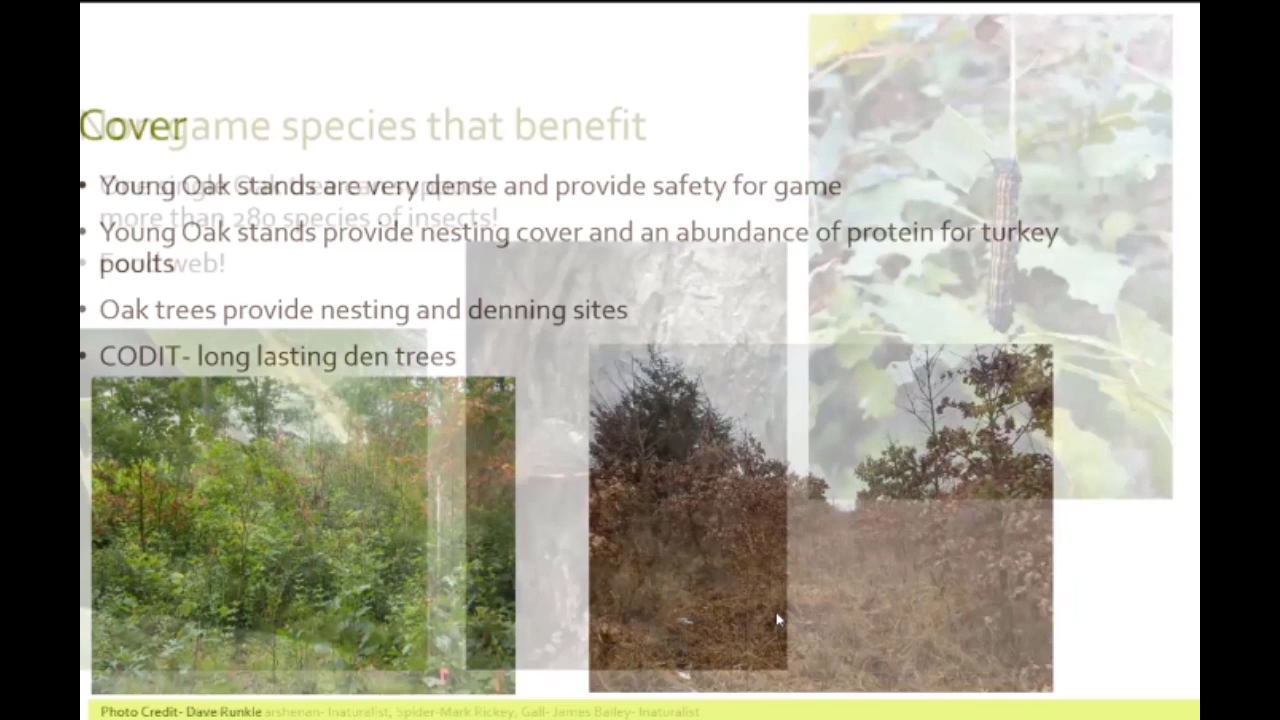 Cover
Non-game species that benefit
• Young Oak stands are very dense and provide safety for game
more than 280 species of insects!
• Young Oak stands provide nesting cover and an abundance of protein for turkey
poults
• Food web!
• Oak trees provide nesting and denning sites
• CODIT- long lasting den trees
Photo Credit- Dave Runkle
Inaturalist, Spider-Mark Rickey, Gall- James Bailey- Inaturalist